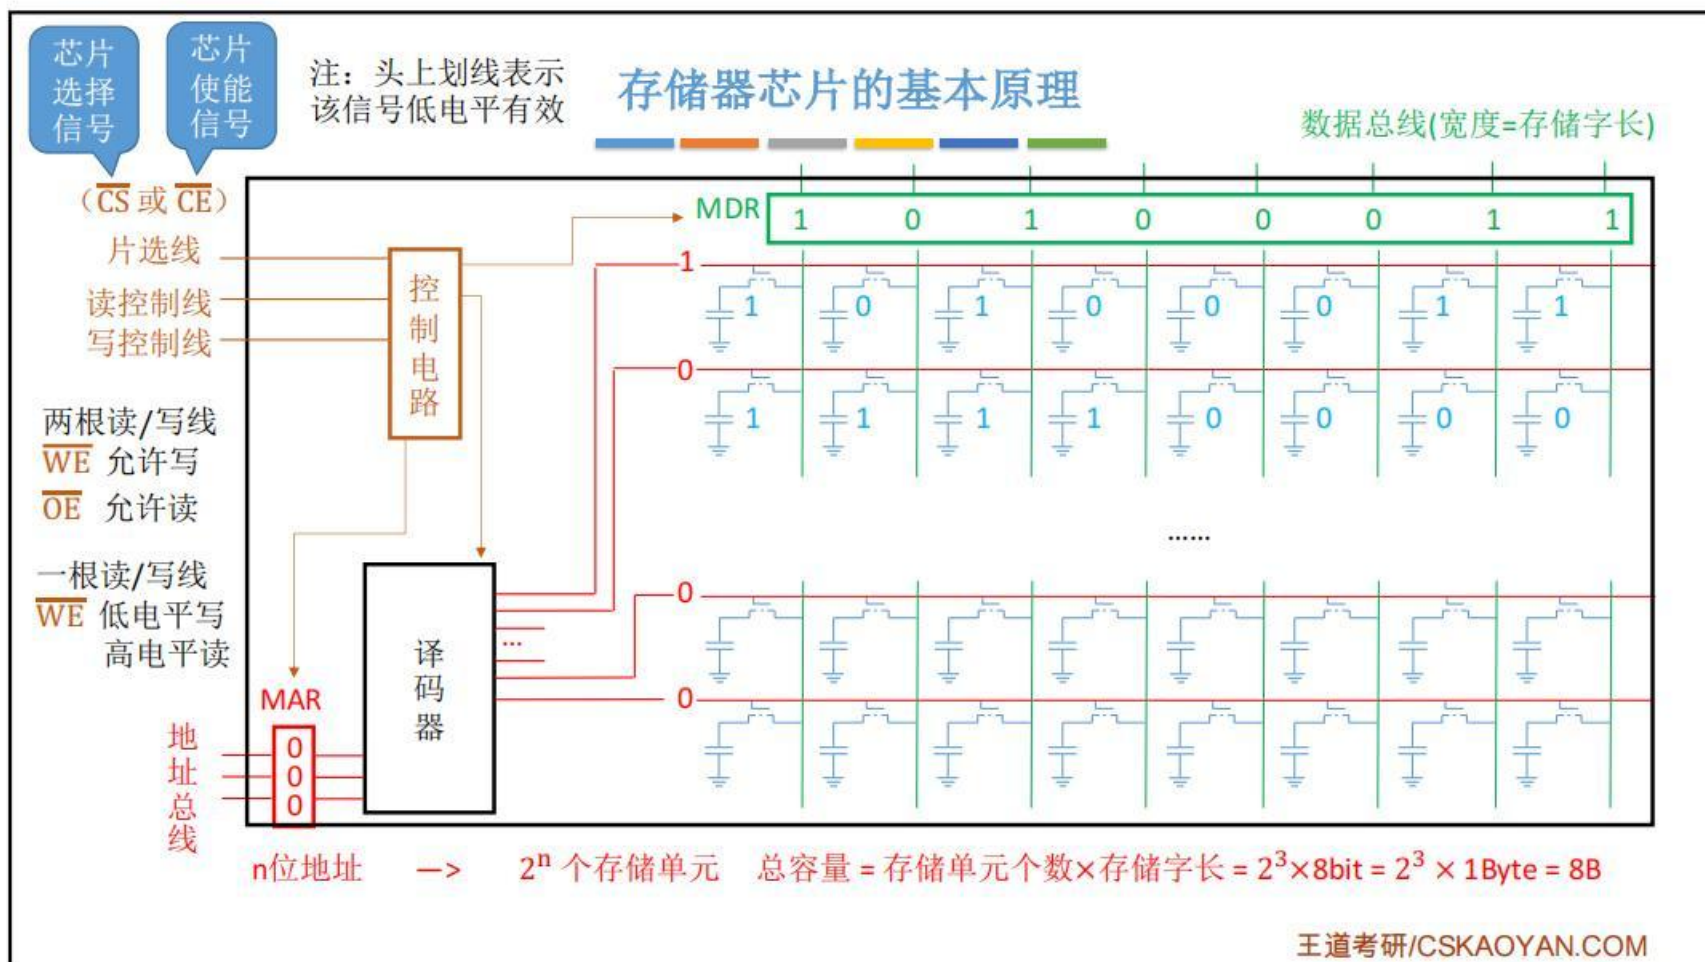 芯片
选择
信号
芯片
使能
信号
注：头上划线表示
该信号低电平有效
存储器芯片的基本原理
数据总线(宽度=存储字长)
（C̅S̅ 或 C̅E̅）
片选线
读控制线
写控制线
控
制
电
路
MDR
1 0 1 0 0 0 1 1
1
1 0 1 0 0 0 1 1
0
1 1 1 1 0 0 0 0
两根读/写线
W̅E̅ 允许写
O̅E̅ 允许读
一根读/写线
W̅E̅ 低电平写
高电平读
……
译
码
器
...
0
0
MAR
0
0
0
地
址
总
线
n位地址 —> 2ⁿ 个存储单元 总容量 = 存储单元个数×存储字长 = 2³×8bit = 2³ × 1Byte = 8B
王道考研/CSKAOYAN.COM